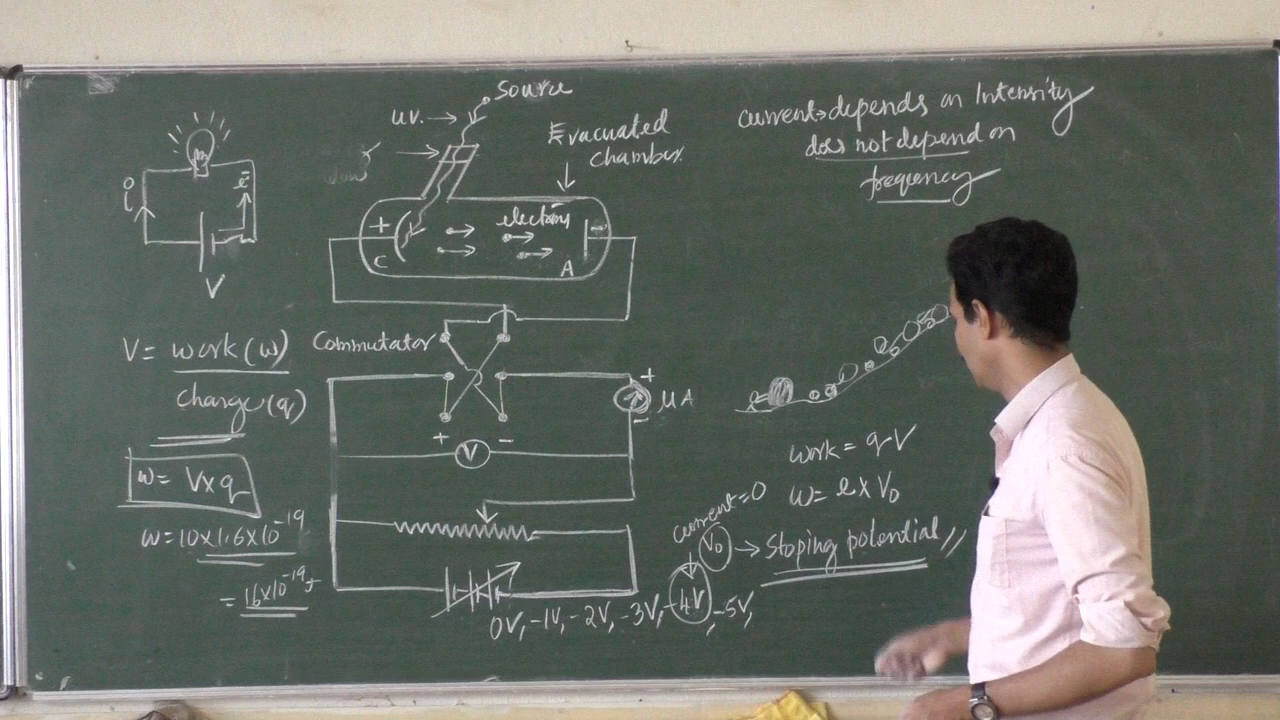 Source
u.v.
Evacuated
chamber
current→depends on Intensity
does not depend on
frequency
i
e-
V
+
electrons
-
C
A
V = work(w)
charge(q)
Commutator
w = V×q
w = 10×1.6×10^-19
= 16×10^-19 J
+
μA
-
+ V -
work = qV
w = e×V0
current=0
V0 → Stoping potential //
0V, -1V, -2V, -3V, -4V, -5V,